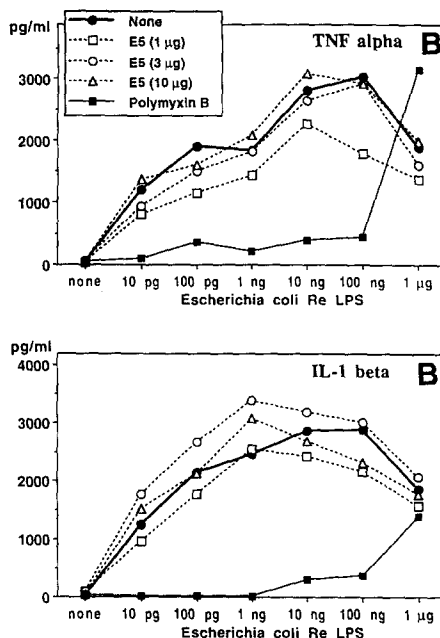 pg/ml
None
E5 (1 µg)
E5 (3 µg)
E5 (10 µg)
Polymyxin B
TNF alpha
B
3000
2000
1000
0
none
10 pg
100 pg
1 ng
10 ng
100 ng
1 µg
Escherichia coli Re LPS
pg/ml
IL-1 beta
B
4000
3000
2000
1000
0
none
10 pg
100 pg
1 ng
10 ng
100 ng
1 µg
Escherichia coli Re LPS